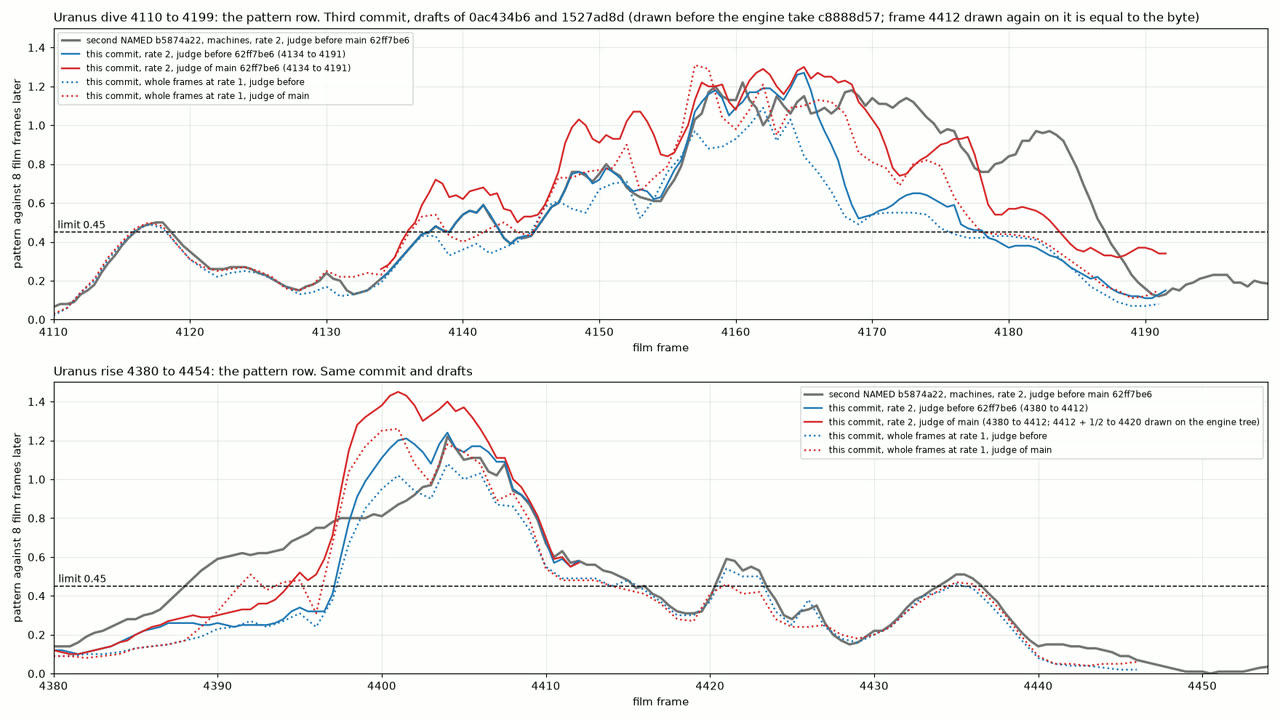 Uranus dive 4110 to 4199: the pattern row. Third commit, drafts of 0ac434b6 and 1527ad8d (drawn before the engine take c8888d57; frame 4412 drawn again on it is equal to the byte)
second NAMED b5874a22, machines, rate 2, judge before main 62ff7be6
this commit, rate 2, judge before 62ff7be6 (4134 to 4191)
this commit, rate 2, judge of main 62ff7be6 (4134 to 4191)
this commit, whole frames at rate 1, judge before
this commit, whole frames at rate 1, judge of main
pattern against 8 film frames later
1.4
1.2
1.0
0.8
0.6
0.4
0.2
0.0
limit 0.45
4110 4120 4130 4140 4150 4160 4170 4180 4190
film frame
Uranus rise 4380 to 4454: the pattern row. Same commit and drafts
second NAMED b5874a22, machines, rate 2, judge before main 62ff7be6
this commit, rate 2, judge before 62ff7be6 (4380 to 4412)
this commit, rate 2, judge of main (4380 to 4412; 4412 + 1/2 to 4420 drawn on the engine tree)
this commit, whole frames at rate 1, judge before
this commit, whole frames at rate 1, judge of main
pattern against 8 film frames later
1.4
1.2
1.0
0.8
0.6
0.4
0.2
0.0
limit 0.45
4380 4390 4400 4410 4420 4430 4440 4450
film frame